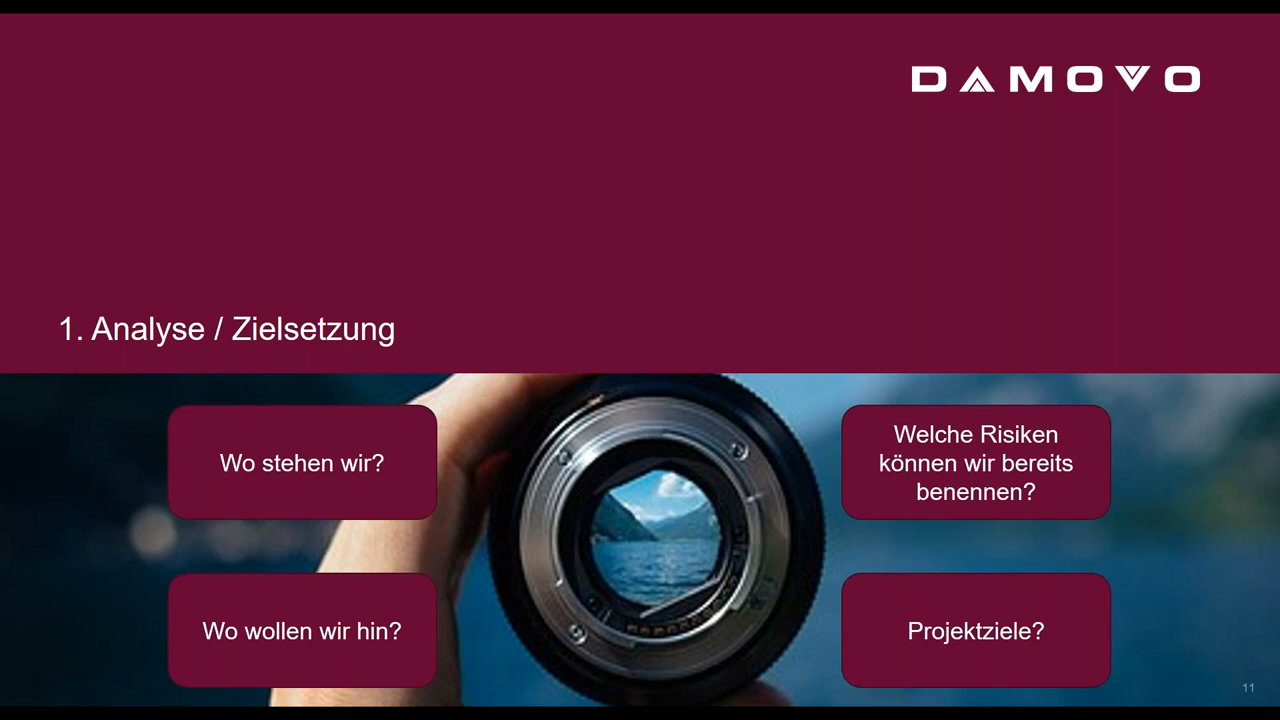 DAMOVO
1. Analyse / Zielsetzung
Wo stehen wir?
Welche Risiken
können wir bereits
benennen?
Wo wollen wir hin?
Projektziele?
11